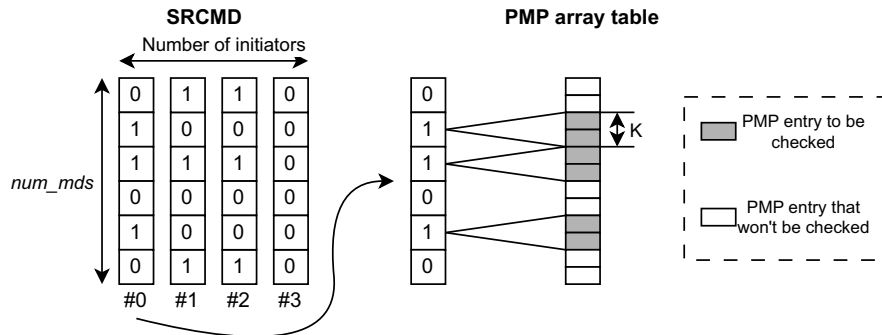 SRCMD
PMP array table
Number of initiators
0 1 1 0 0
1 0 0 0 1
1 1 1 0 1
0 0 0 0 0
1 0 0 0 1
0 1 1 0 0
num_mds
#0 #1 #2 #3
K
PMP entry to be
checked
PMP entry that
won't be checked